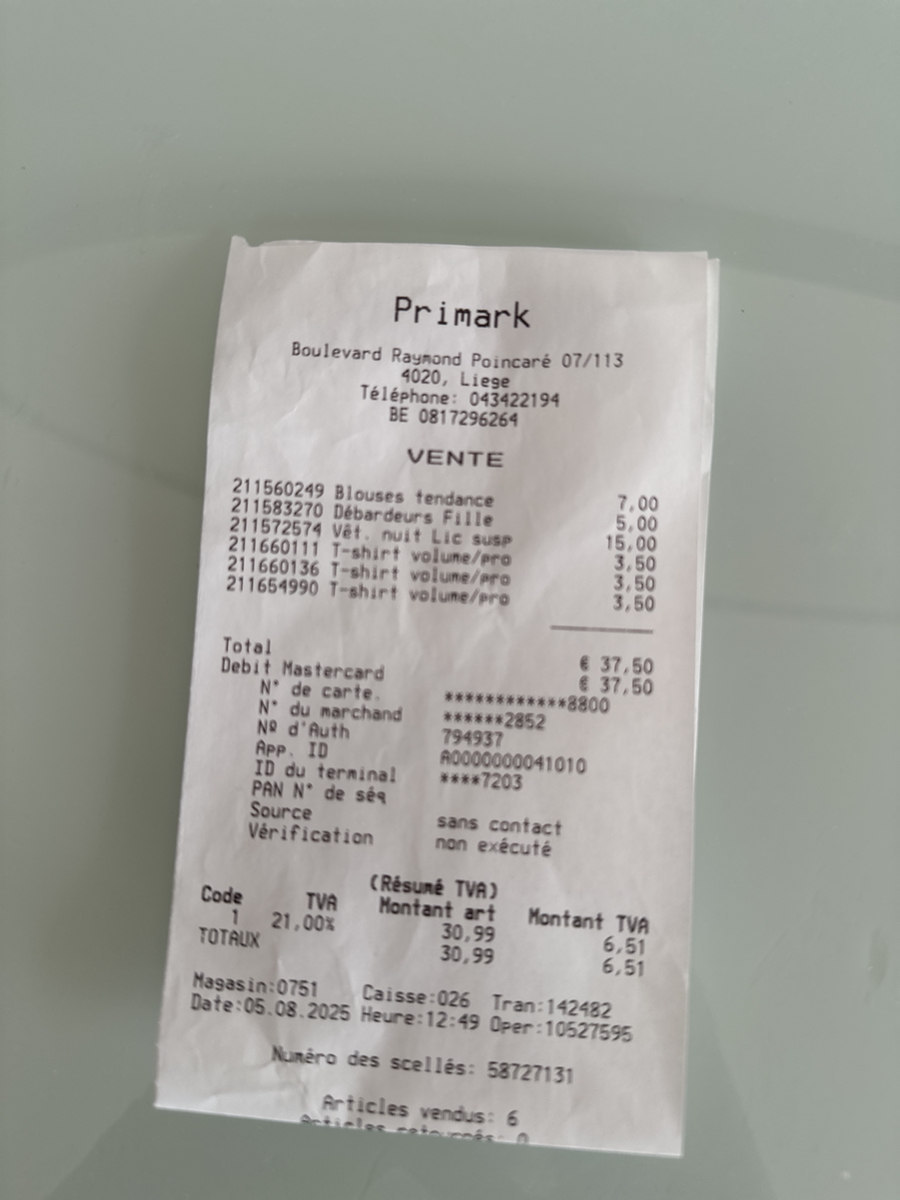 Primark
Boulevard Raymond Poincaré 07/113
4020, Liege
Téléphone: 043422194
BE 0817296264
VENTE
211560249 Blouses tendance 7,00
211583270 Débardeurs Fille 5,00
211572574 Vêt. nuit Lic susp 15,00
211660111 T-shirt volume/pro 3,50
211660136 T-shirt volume/pro 3,50
211654990 T-shirt volume/pro 3,50
Total € 37,50
Debit Mastercard € 37,50
N° de carte. ************8800
N° du marchand ******2852
Nº d'Auth 794937
App. ID A0000000041010
ID du terminal ****7203
PAN N° de séq
Source sans contact
Vérification non exécuté
(Résumé TVA)
Code TVA Montant art Montant TVA
1 21,00% 30,99 6,51
TOTAUX 30,99 6,51
Magasin:0751 Caisse:026 Tran:142482
Date:05.08.2025 Heure:12:49 Oper:10527595
Numéro des scellés: 58727131
Articles vendus: 6
Articles retournés: 0